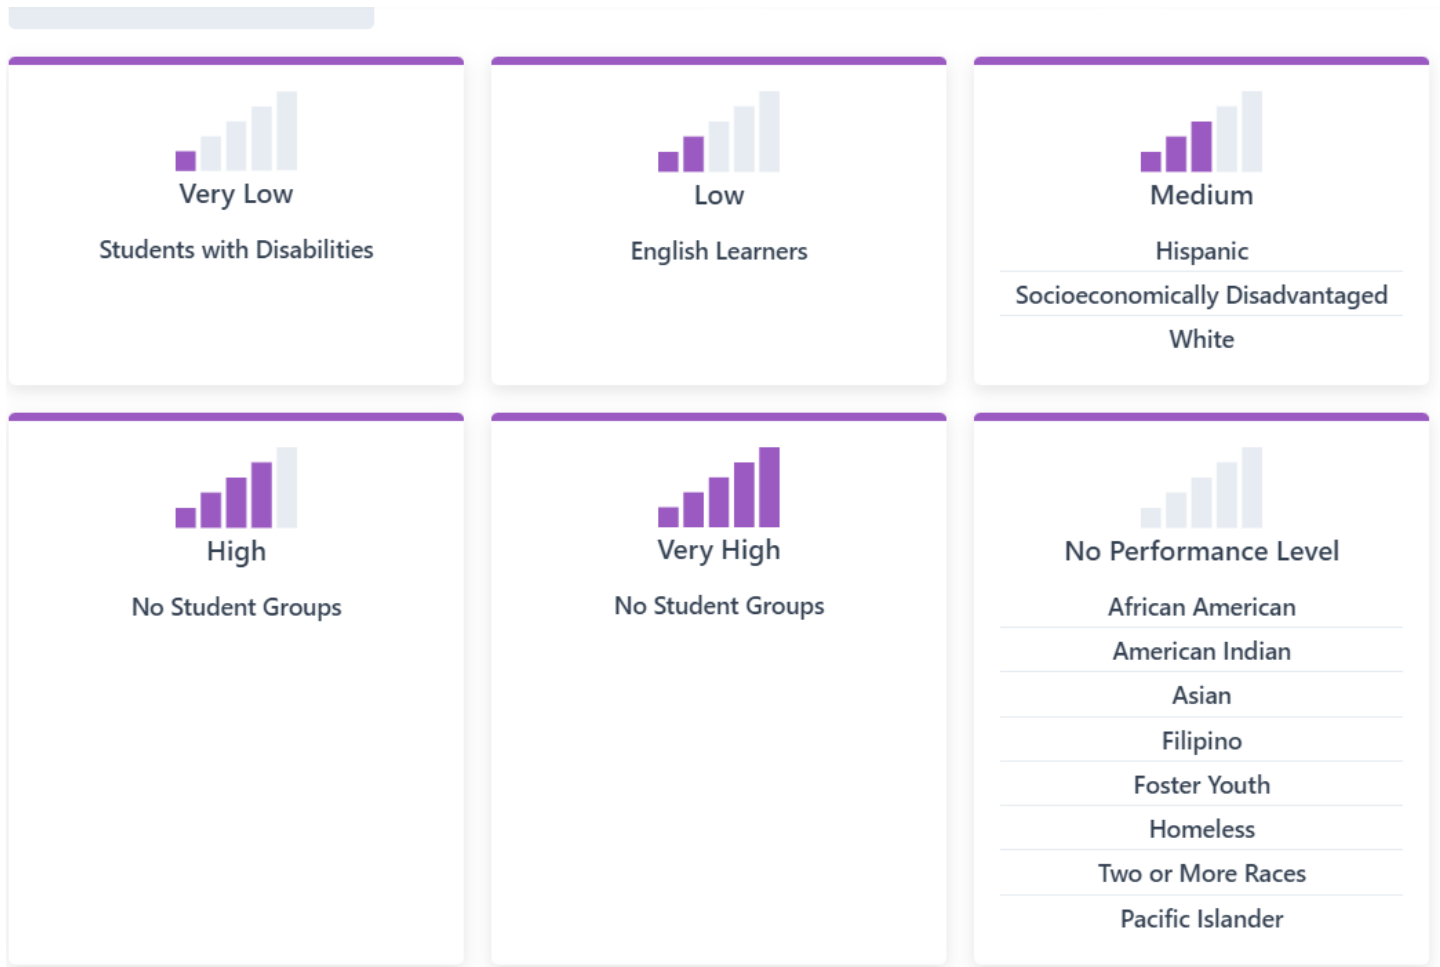 Very Low
Students with Disabilities
Low
English Learners
Medium
Hispanic
Socioeconomically Disadvantaged
White
High
No Student Groups
Very High
No Student Groups
No Performance Level
African American
American Indian
Asian
Filipino
Foster Youth
Homeless
Two or More Races
Pacific Islander